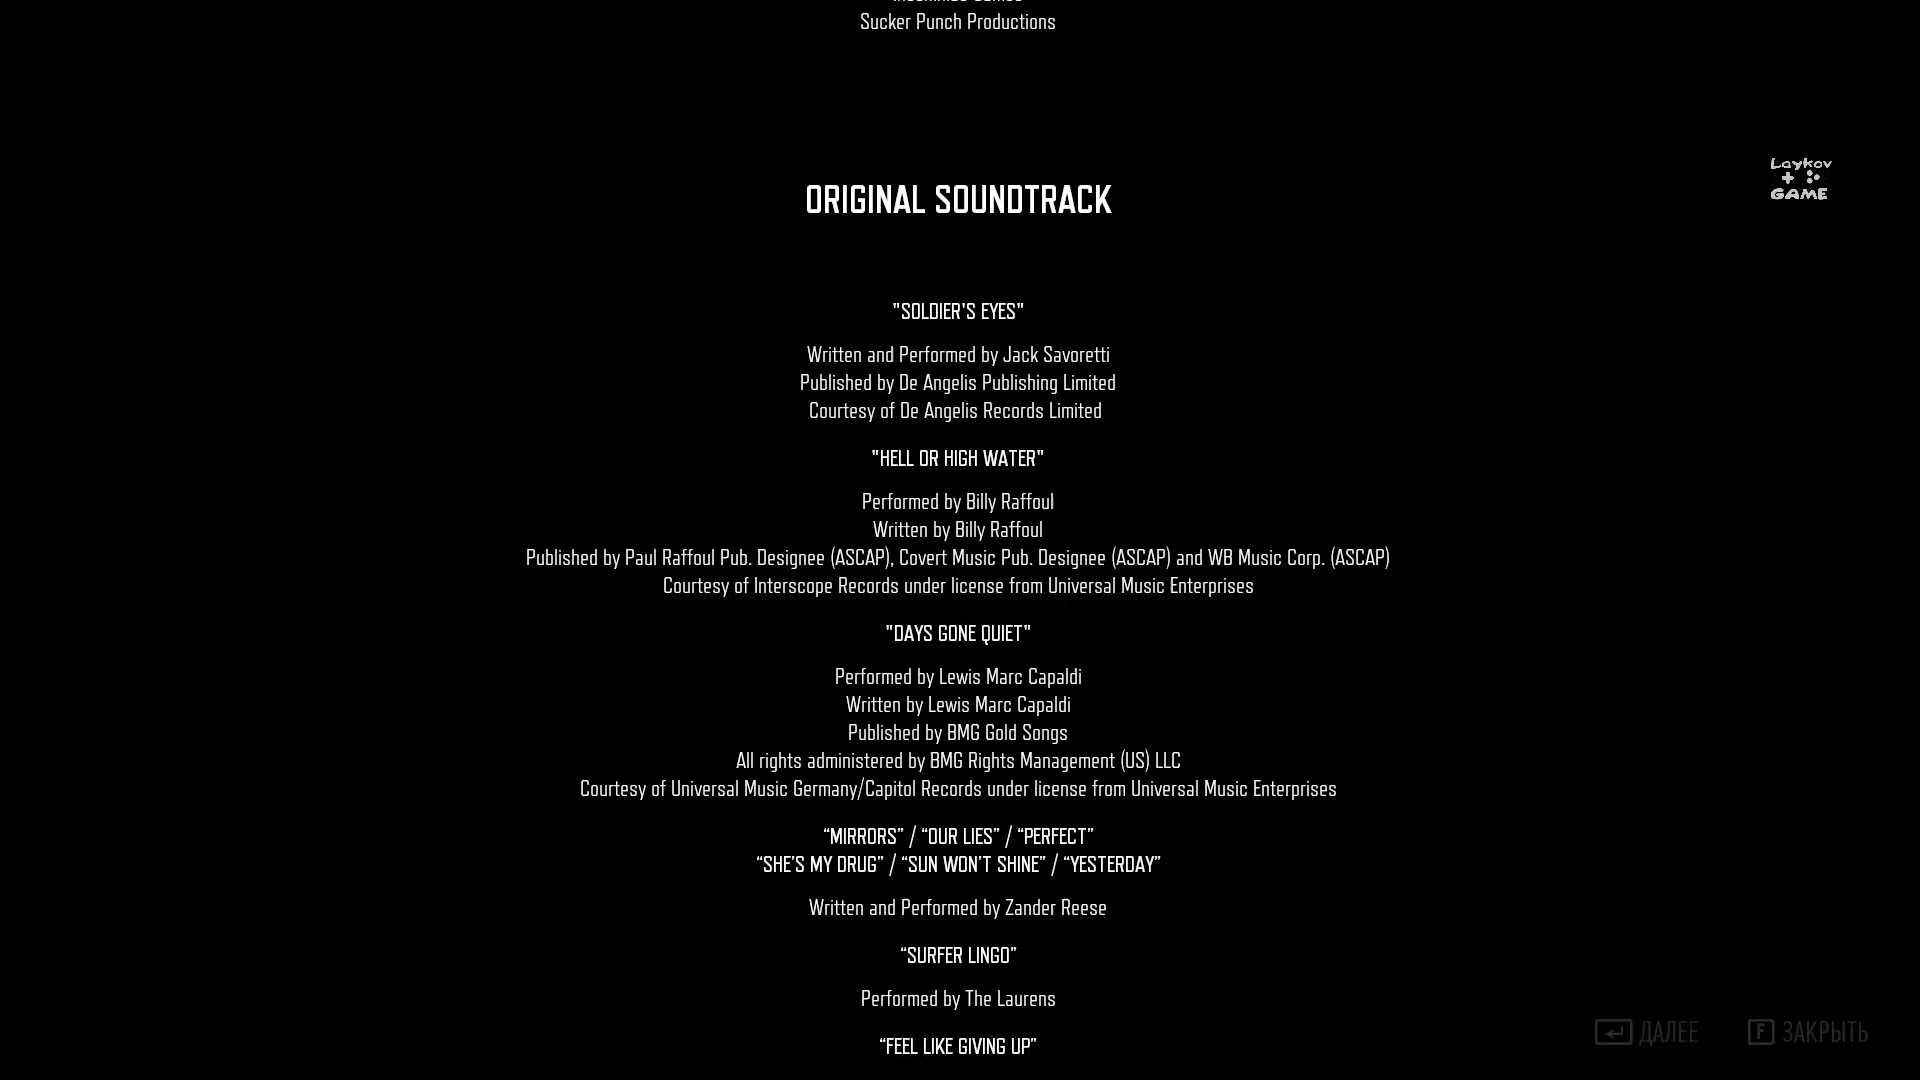 Sucker Punch Productions
Laykov
GAME
ORIGINAL SOUNDTRACK
"SOLDIER'S EYES"
Written and Performed by Jack Savoretti
Published by De Angelis Publishing Limited
Courtesy of De Angelis Records Limited
"HELL OR HIGH WATER"
Performed by Billy Raffoul
Written by Billy Raffoul
Published by Paul Raffoul Pub. Designee (ASCAP), Covert Music Pub. Designee (ASCAP) and WB Music Corp. (ASCAP)
Courtesy of Interscope Records under license from Universal Music Enterprises
"DAYS GONE QUIET"
Performed by Lewis Marc Capaldi
Written by Lewis Marc Capaldi
Published by BMG Gold Songs
All rights administered by BMG Rights Management (US) LLC
Courtesy of Universal Music Germany/Capitol Records under license from Universal Music Enterprises
“MIRRORS” / “OUR LIES” / “PERFECT”
“SHE’S MY DRUG” / “SUN WON’T SHINE” / “YESTERDAY”
Written and Performed by Zander Reese
“SURFER LINGO”
Performed by The Laurens
“FEEL LIKE GIVING UP”
ДАЛЕЕ
F ЗАКРЫТЬ